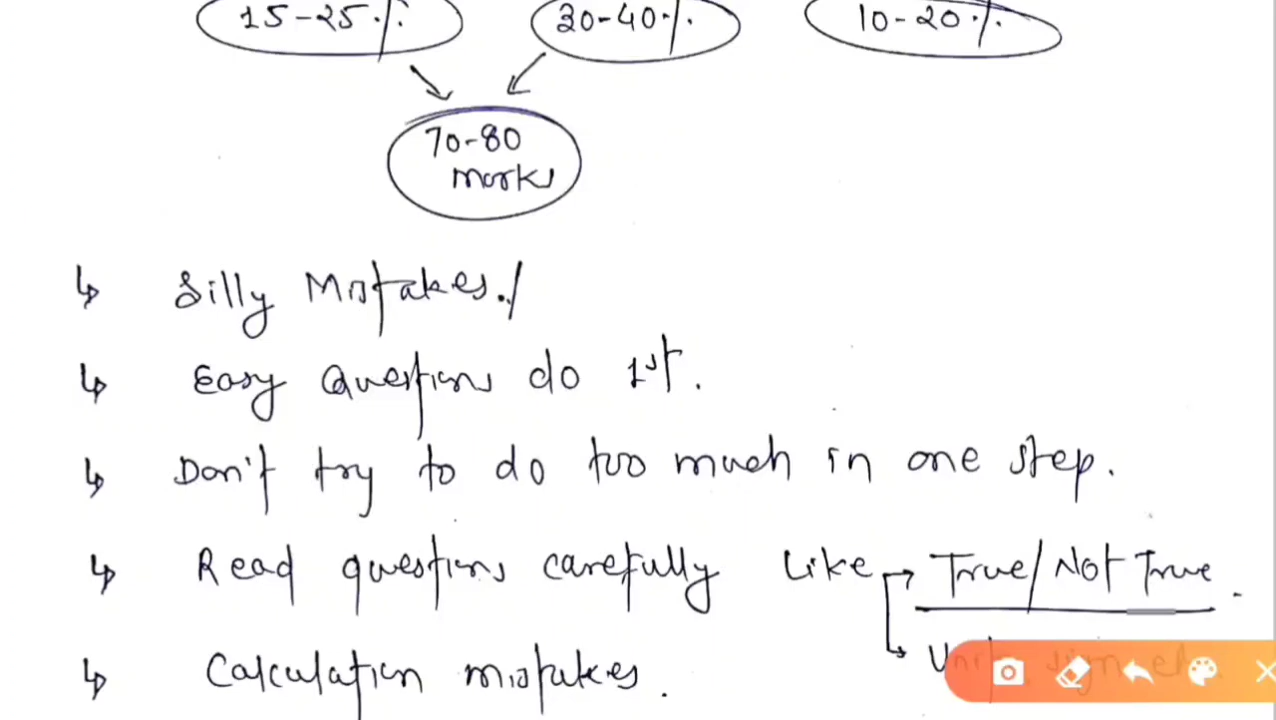 15-25% 30-40% 10-20%
70-80
marks
↳ Silly Mistakes.
↳ Easy Questions do 1st.
↳ Don't try to do too much in one step.
↳ Read questions carefully Like → True/Not True.
↳ Calculation mistakes.